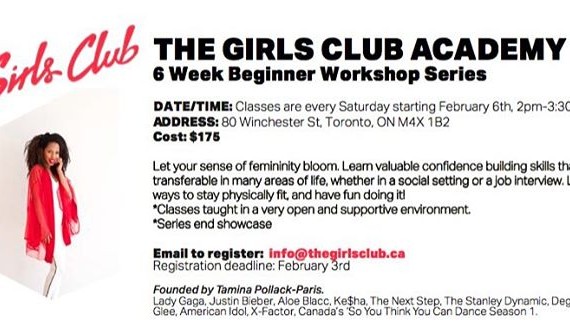 Girls Club
THE GIRLS CLUB ACADEMY
6 Week Beginner Workshop Series
DATE/TIME: Classes are every Saturday starting February 6th, 2pm-3:30
ADDRESS: 80 Winchester St, Toronto, ON M4X 1B2
Cost: $175
Let your sense of femininity bloom. Learn valuable confidence building skills tha
transferable in many areas of life, whether in a social setting or a job interview. L
ways to stay physically fit, and have fun doing it!
*Classes taught in a very open and supportive environment.
*Series end showcase
Email to register: info@thegirlsclub.ca
Registration deadline: February 3rd
Founded by Tamina Pollack-Paris.
Lady Gaga, Justin Bieber, Aloe Blacc, Ke$ha, The Next Step, The Stanley Dynamic, Deg
Glee, American Idol, X-Factor, Canada's 'So You Think You Can Dance Season 1.